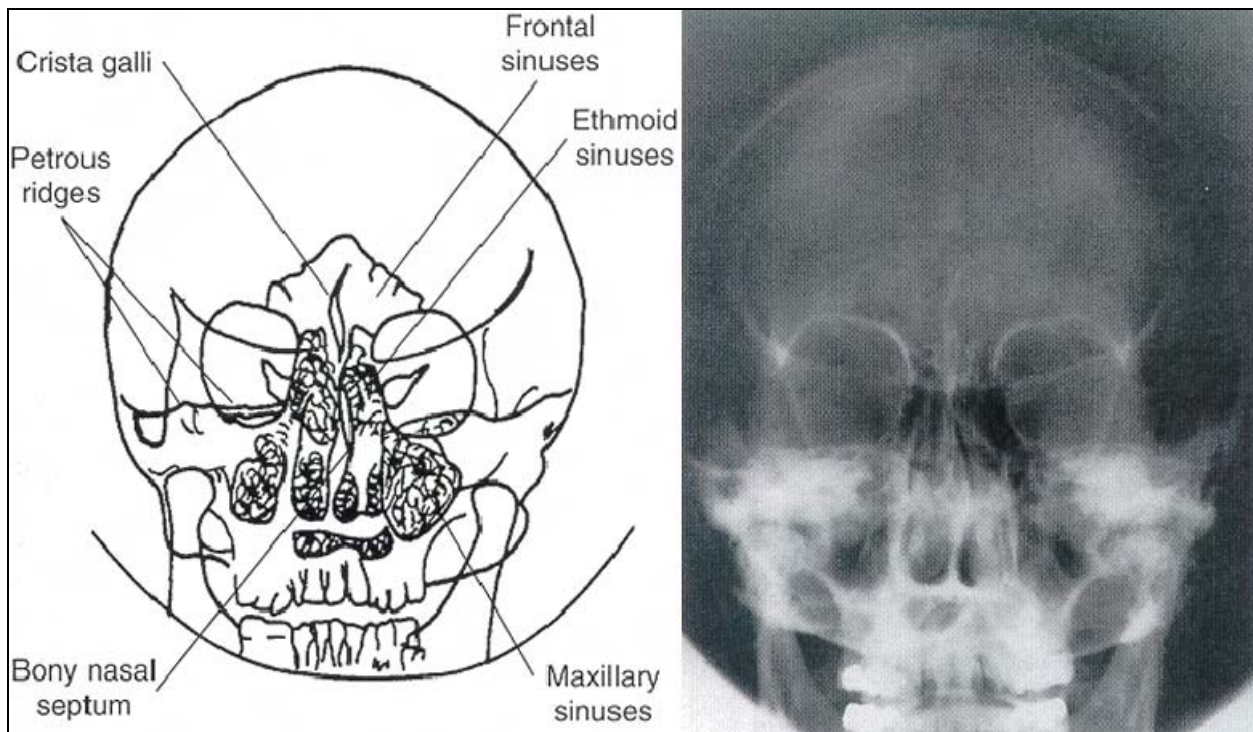 Frontal
sinuses
Crista galli
Ethmoid
sinuses
Petrous
ridges
Bony nasal
septum
Maxillary
sinuses